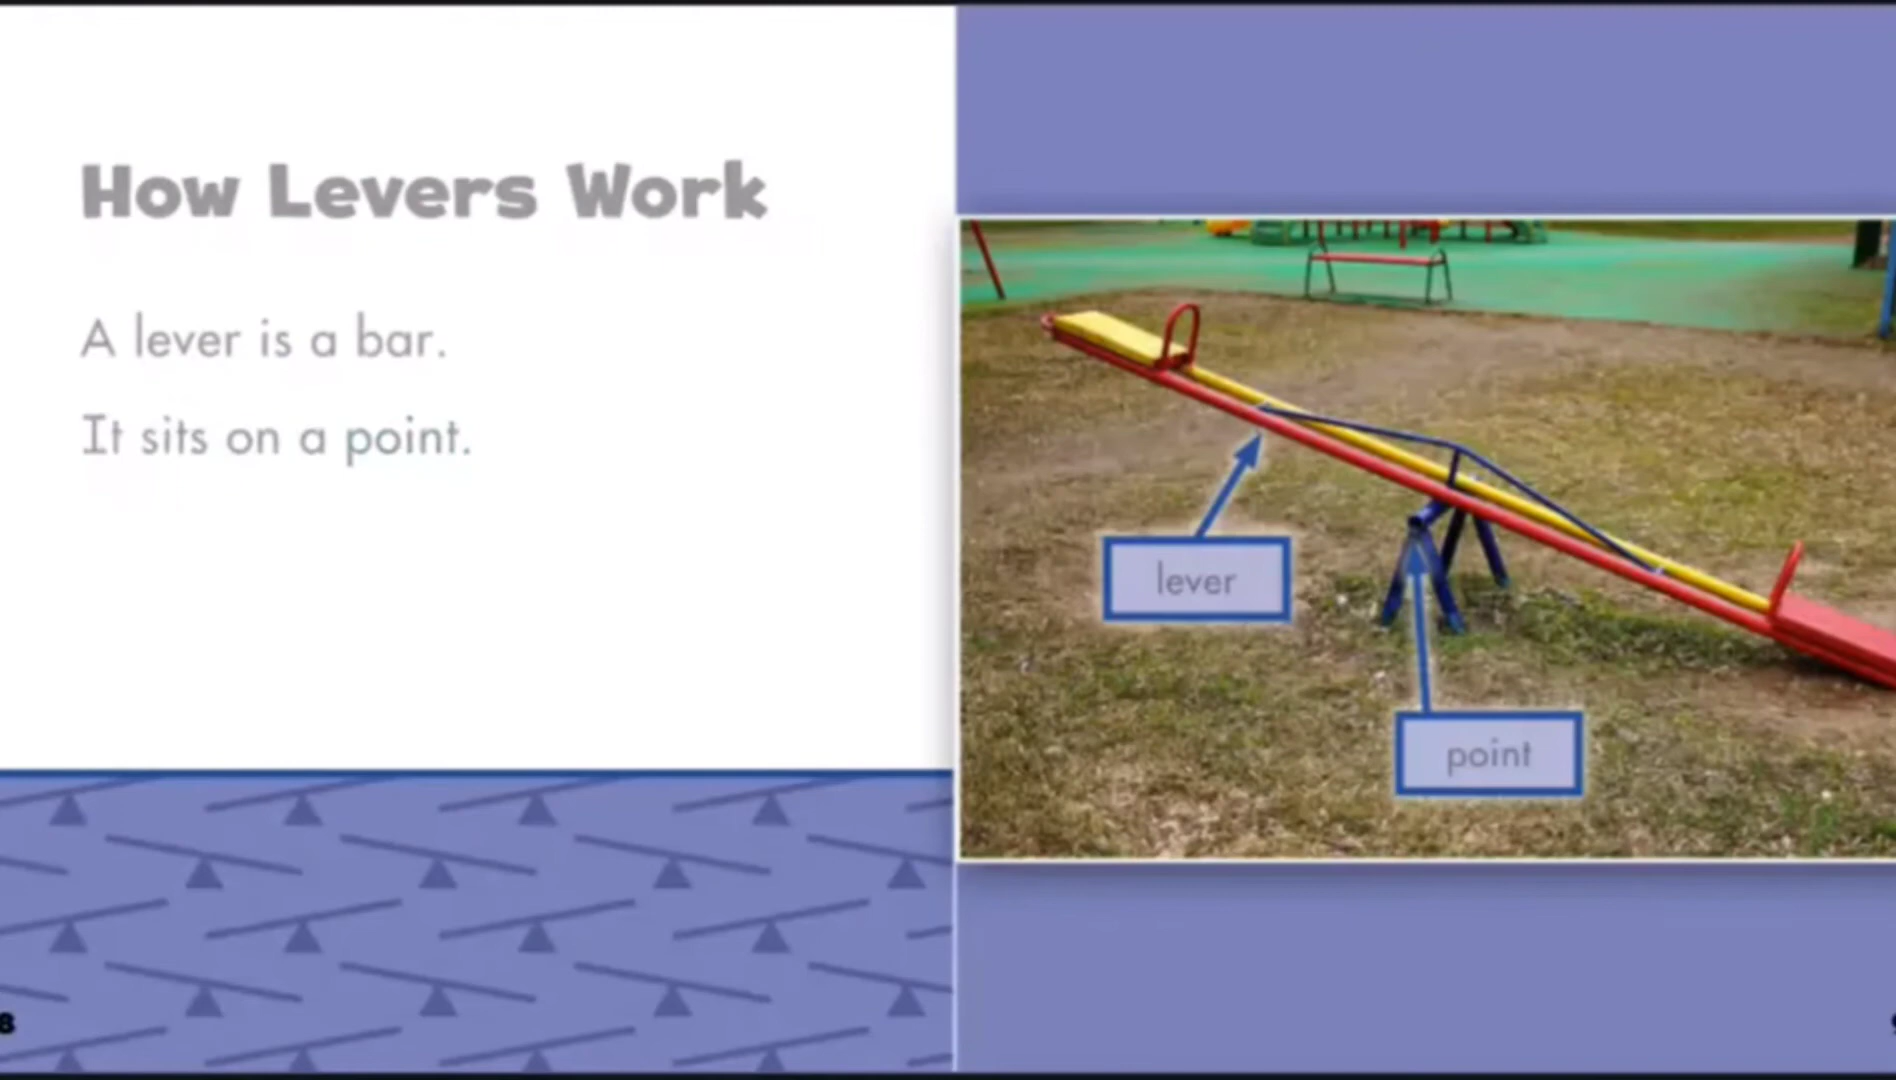 How Levers Work
A lever is a bar.
It sits on a point.
lever
point
8